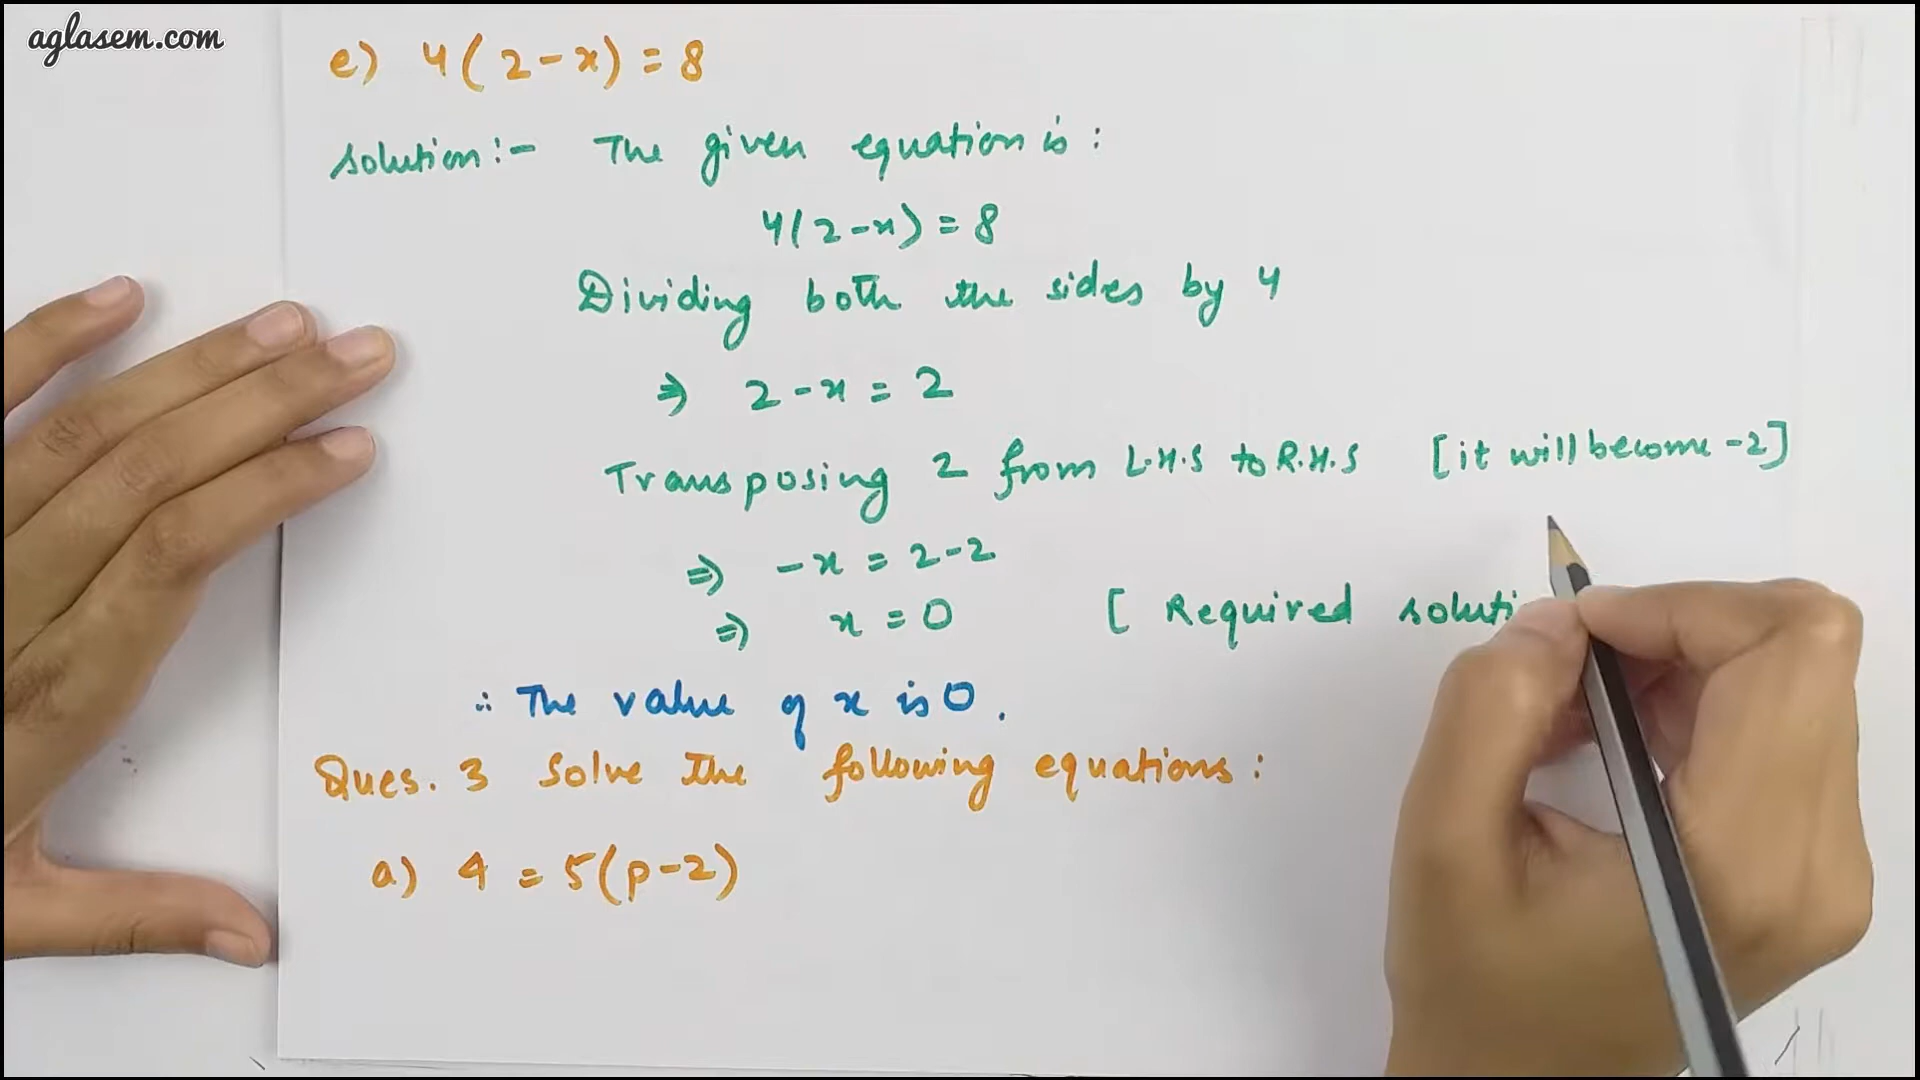 aglasem.com
e) 4(2-x)=8
Solution:- The given equation is:
4(2-x)=8
Dividing both the sides by 4
⇒ 2-x=2
Transposing 2 from L.H.S to R.H.S [it will become -2]
⇒ -x=2-2
⇒ x=0 [Required
∴ The value of x is 0.
Ques. 3 Solve the following equations:
a) 4=5(p-2)